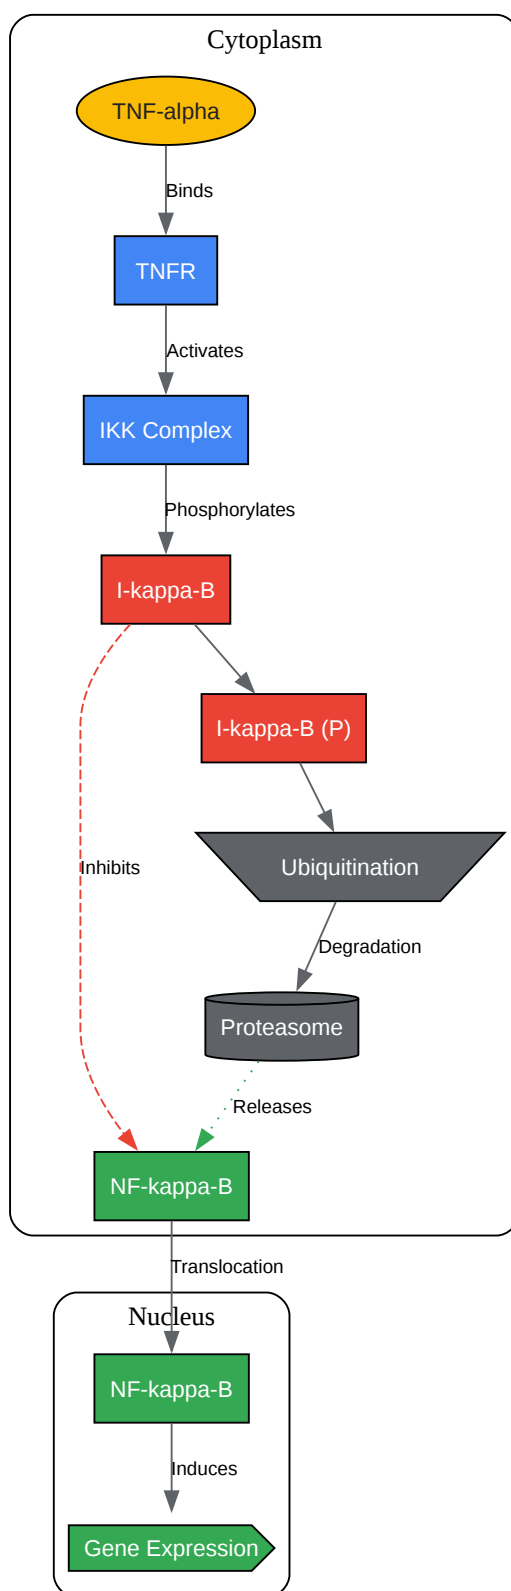 Cytoplasm
TNF-alpha
Binds
TNFR
Activates
IKK Complex
Phosphorylates
I-kappa-B
I-kappa-B (P)
Ubiquitination
Inhibits
Degradation
Proteasome
Releases
NF-kappa-B
Translocation
Nucleus
NF-kappa-B
Induces
Gene Expression